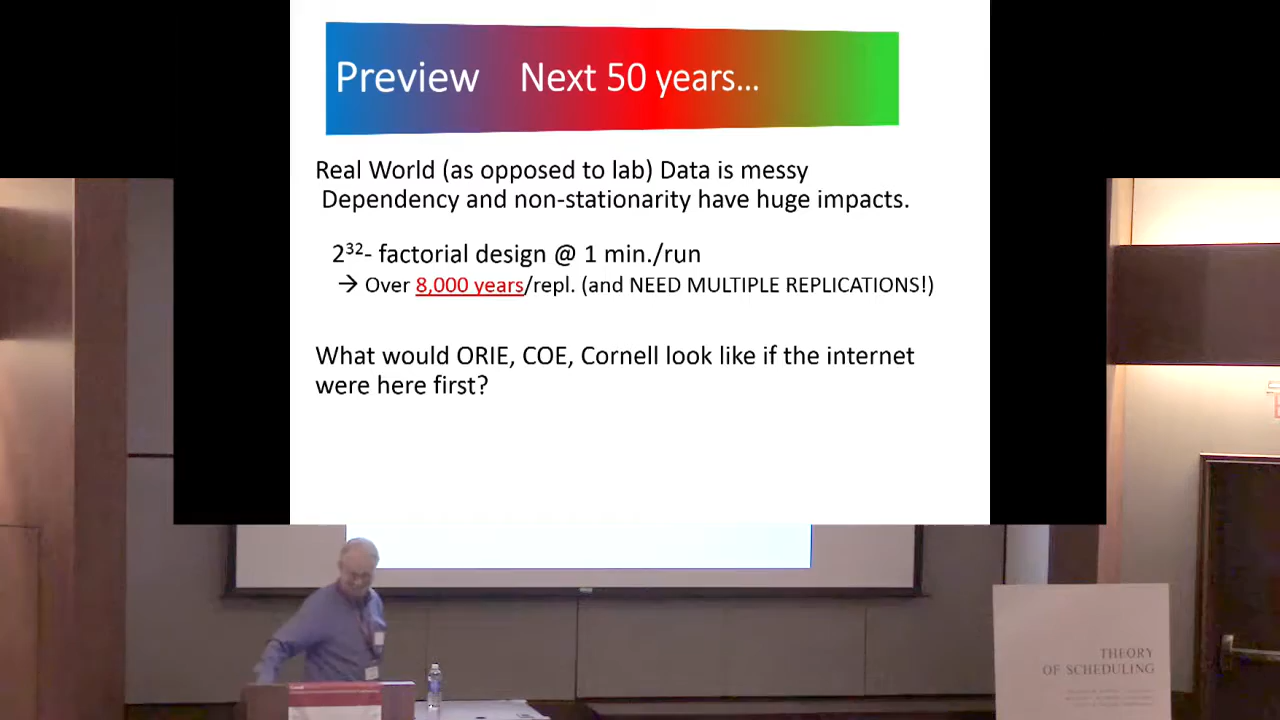 Preview Next 50 years...
Real World (as opposed to lab) Data is messy
Dependency and non-stationarity have huge impacts.
2³²- factorial design @ 1 min./run
→ Over 8,000 years/repl. (and NEED MULTIPLE REPLICATIONS!)
What would ORIE, COE, Cornell look like if the internet
were here first?
THEORY
OF SCHEDULING